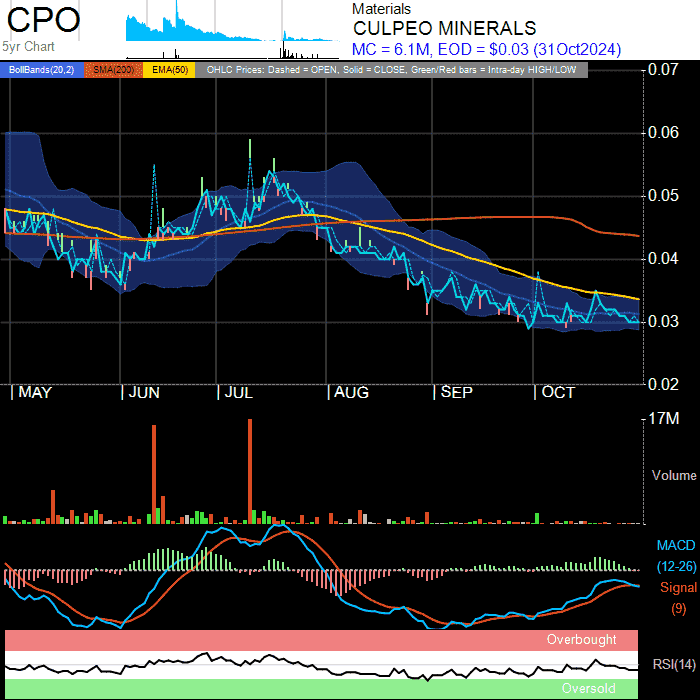 CPO
5yr Chart
Materials
CULPEO MINERALS
MC = 6.1M, EOD = $0.03 (31Oct2024)
BollBands(20,2) SMA(200) EMA(50) OHLC Prices: Dashed = OPEN, Solid = CLOSE, Green/Red bars = Intra-day HIGH/LOW
0.07
0.06
0.05
0.04
0.03
0.02
MAY JUN JUL AUG SEP OCT
17M
Volume
MACD
(12-26)
Signal
(9)
Overbought
RSI(14)
Oversold